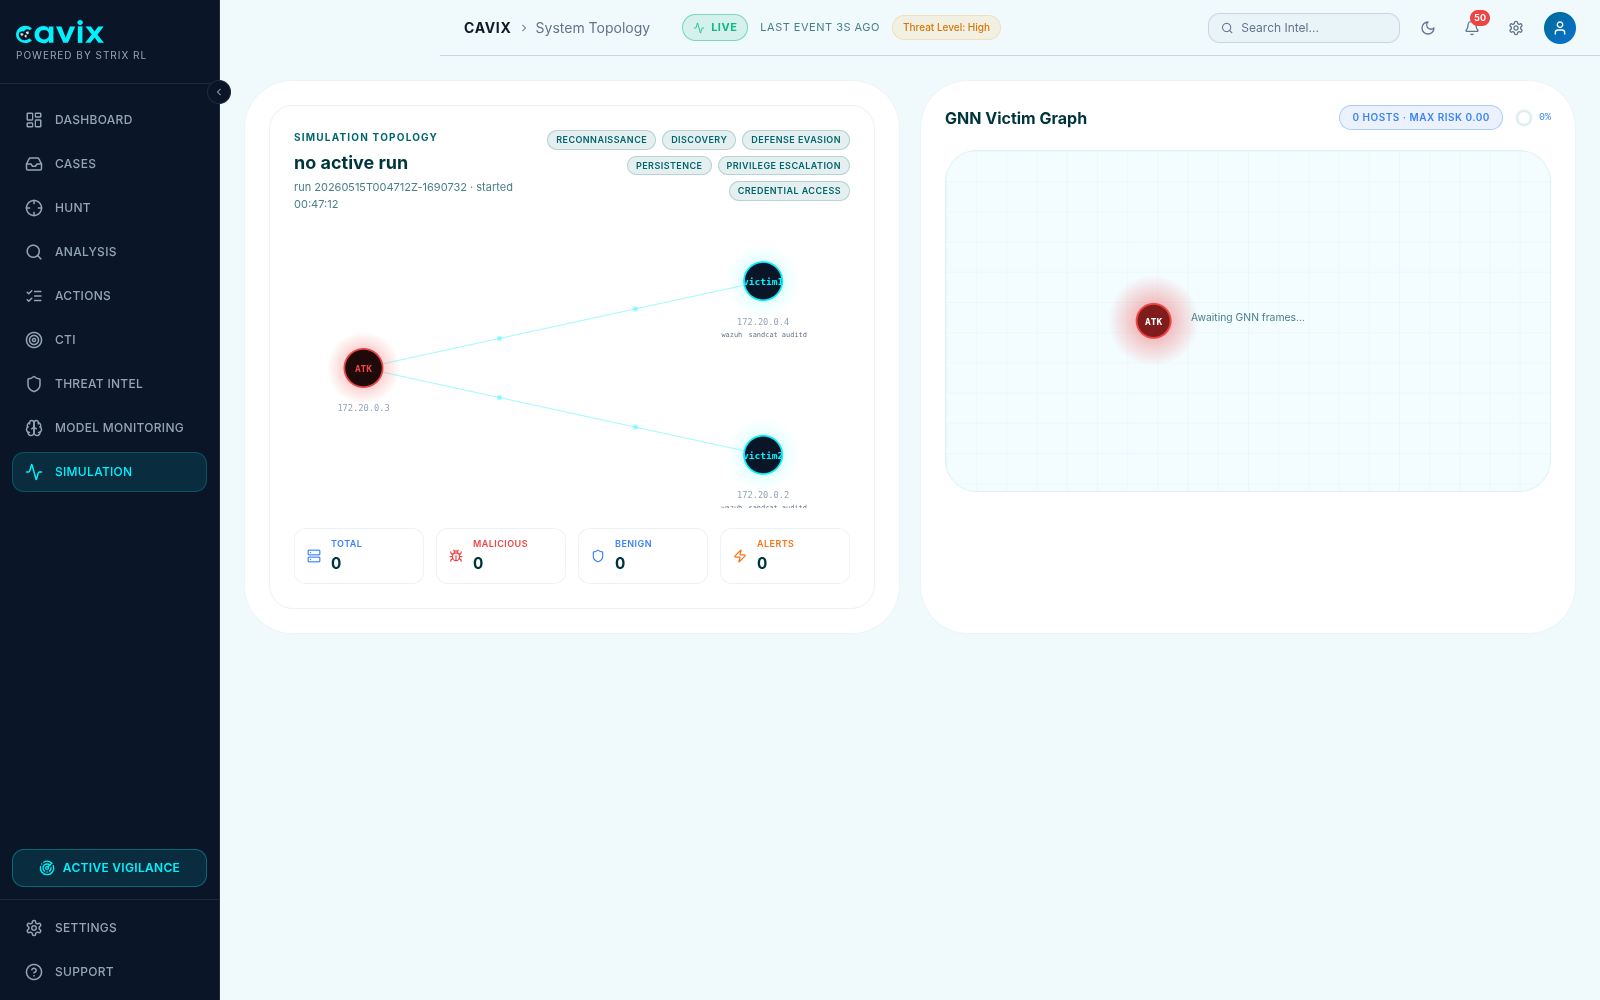 cavix
POWERED BY STRIX RL
DASHBOARD
CASES
HUNT
ANALYSIS
ACTIONS
CTI
THREAT INTEL
MODEL MONITORING
SIMULATION
ACTIVE VIGILANCE
SETTINGS
SUPPORT
CAVIX › System Topology
LIVE
LAST EVENT 3S AGO
Threat Level: High
Search Intel...
50
SIMULATION TOPOLOGY
no active run
run 20260515T004712Z-1690732 · started
00:47:12
RECONNAISSANCE DISCOVERY DEFENSE EVASION
PERSISTENCE PRIVILEGE ESCALATION
CREDENTIAL ACCESS
victim1
172.20.0.4
wazuh sandcat auditd
ATK
172.20.0.3
victim2
172.20.0.2
wazuh sandcat auditd
TOTAL
0
MALICIOUS
0
BENIGN
0
ALERTS
0
GNN Victim Graph
0 HOSTS · MAX RISK 0.00
0%
ATK
Awaiting GNN frames...